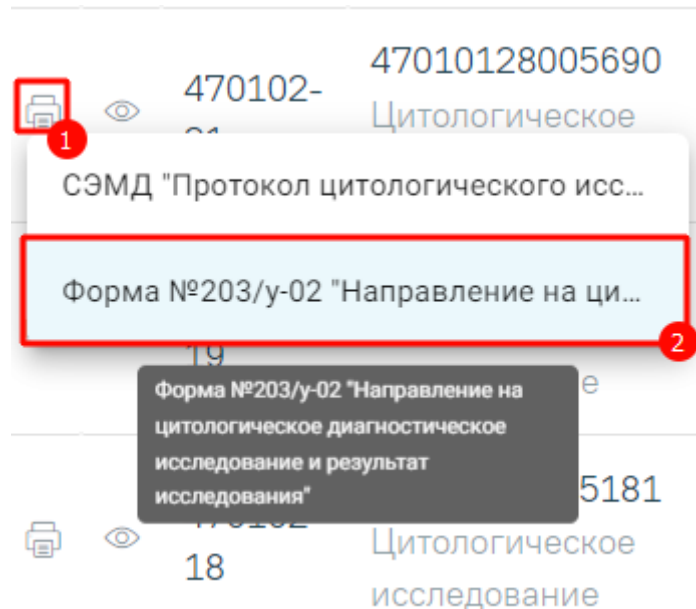 470102-
47010128005690
Цитологическое
1
СЭМД "Протокол цитологического исс...
Форма №203/у-02 "Направление на ци...
2
19
е
Форма №203/у-02 "Направление на
цитологическое диагностическое
исследование и результат
исследования"
5181
18
Цитологическое
исследование